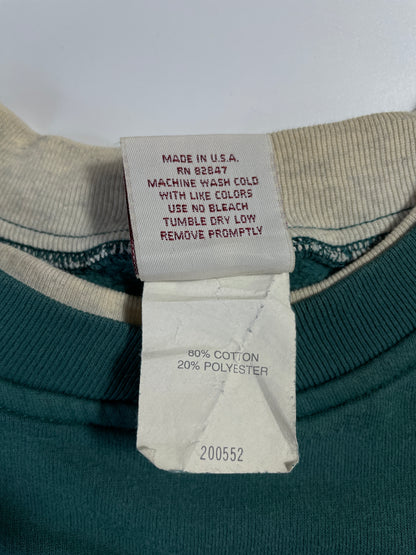 MADE IN U.S.A.
RN 82847
MACHINE WASH COLD
WITH LIKE COLORS
USE NO BLEACH
TUMBLE DRY LOW
REMOVE PROMPTLY
80% COTTON
20% POLYESTER
200552